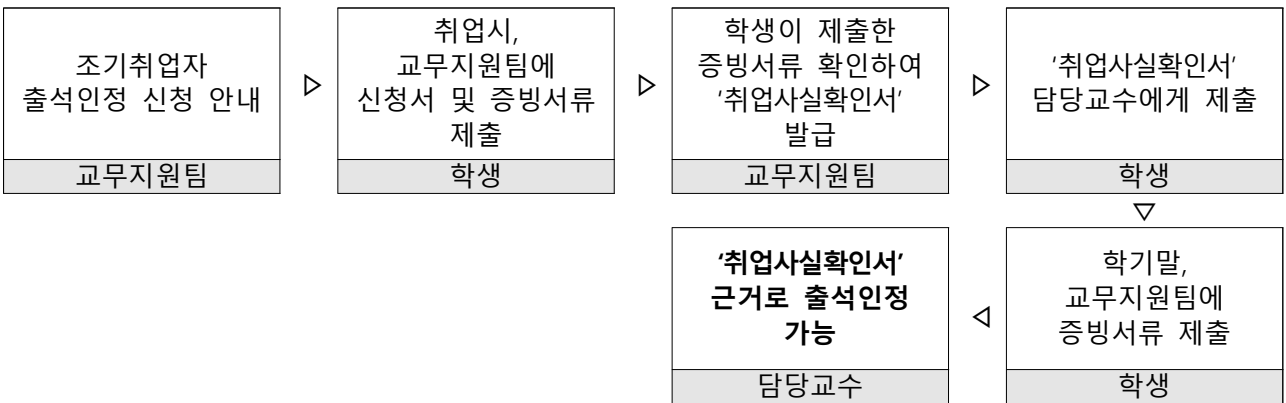 조기취업자
출석인정 신청 안내
교무지원팀
▷
취업시,
교무지원팀에
신청서 및 증빙서류
제출
학생
▷
학생이 제출한
증빙서류 확인하여
'취업사실확인서'
발급
교무지원팀
▷
'취업사실확인서'
담당교수에게 제출
학생
▽
학기말,
교무지원팀에
증빙서류 제출
학생
◁
'취업사실확인서'
근거로 출석인정
가능
담당교수